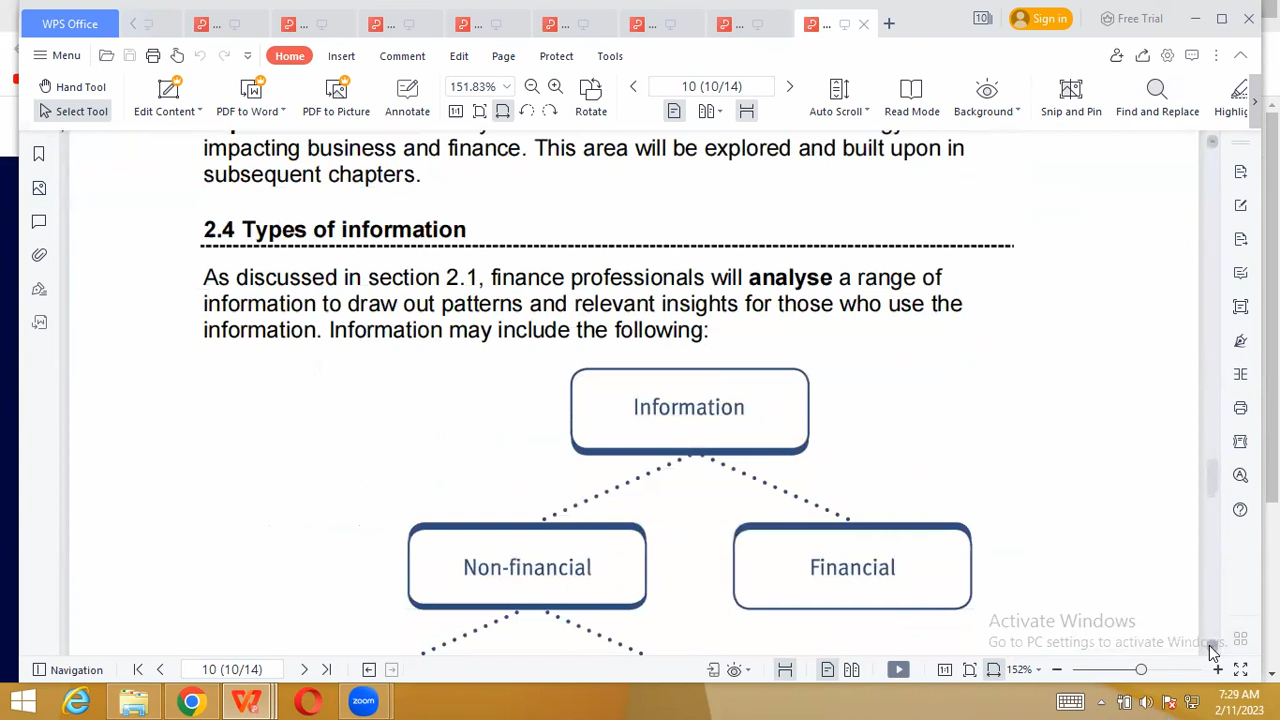 WPS Office
...
...
...
...
...
...
...
...
Sign in
Free Trial
Menu
Home
Insert
Comment
Edit
Page
Protect
Tools
Hand Tool
Select Tool
Edit Content
PDF to Word
PDF to Picture
Annotate
151.83%
Rotate
10 (10/14)
Auto Scroll
Read Mode
Background
Snip and Pin
Find and Replace
Highlig
impacting business and finance. This area will be explored and built upon in
subsequent chapters.
2.4 Types of information
As discussed in section 2.1, finance professionals will analyse a range of
information to draw out patterns and relevant insights for those who use the
information. Information may include the following:
Information
Non-financial
Financial
Activate Windows
Go to PC settings to activate Windows.
Navigation
10 (10/14)
152%
zoom
7:29 AM
2/11/2023